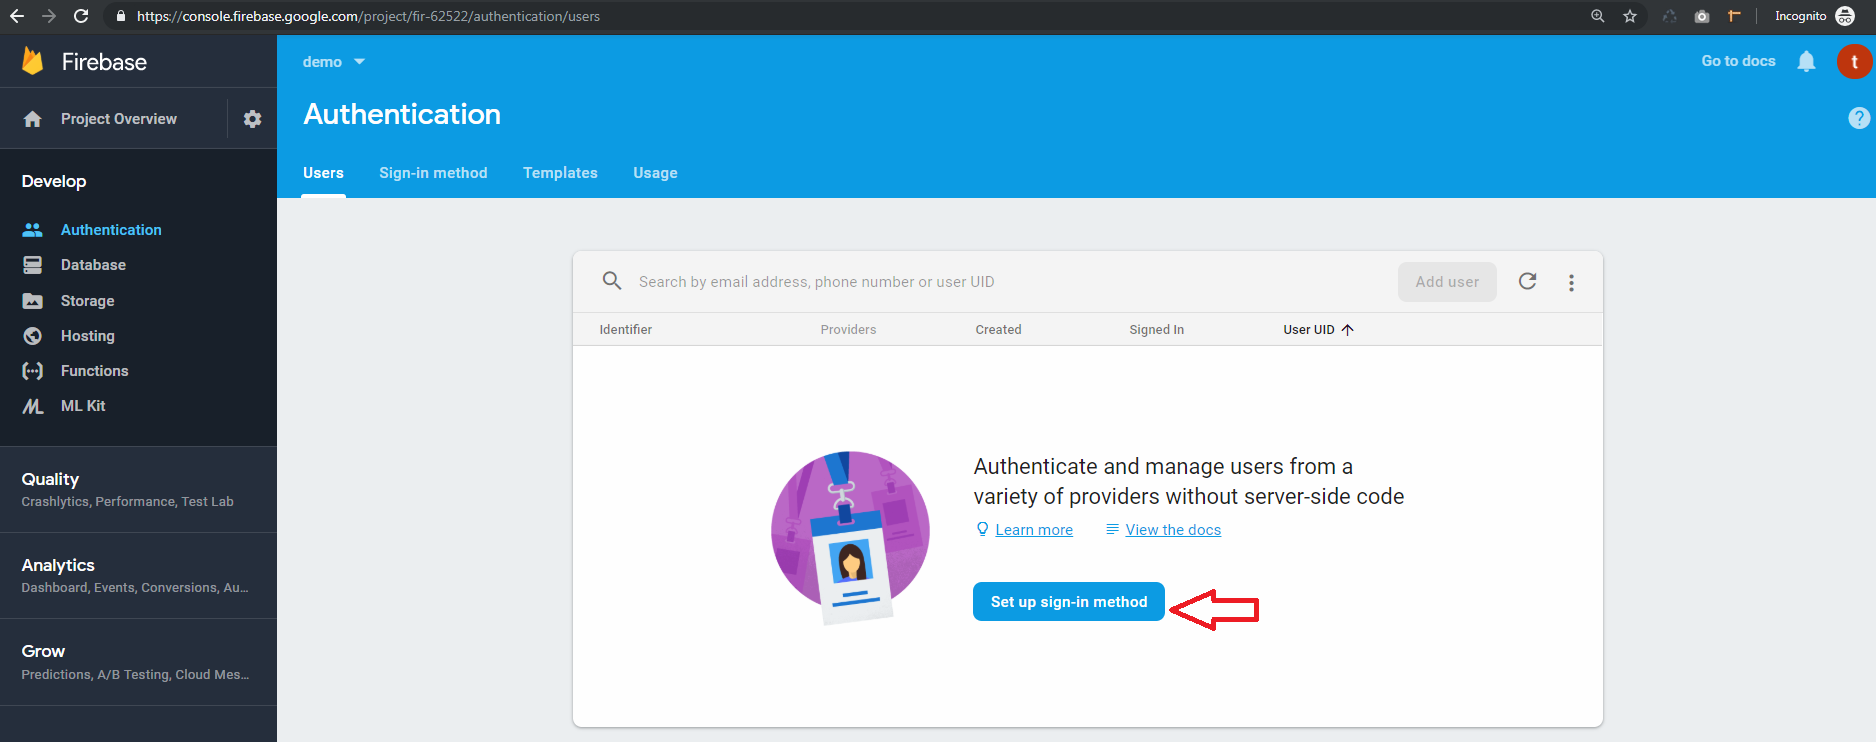 https://console.firebase.google.com/project/fir-62522/authentication/users
Incognito
Firebase
demo
Go to docs
t
Project Overview
Authentication
?
Users Sign-in method Templates Usage
Develop
Authentication
Database
Storage
Hosting
Functions
ML Kit
Quality
Crashlytics, Performance, Test Lab
Analytics
Dashboard, Events, Conversions, Au...
Grow
Predictions, A/B Testing, Cloud Mes...
Search by email address, phone number or user UID
Add user
Identifier Providers Created Signed In User UID
Authenticate and manage users from a
variety of providers without server-side code
Learn more View the docs
Set up sign-in method